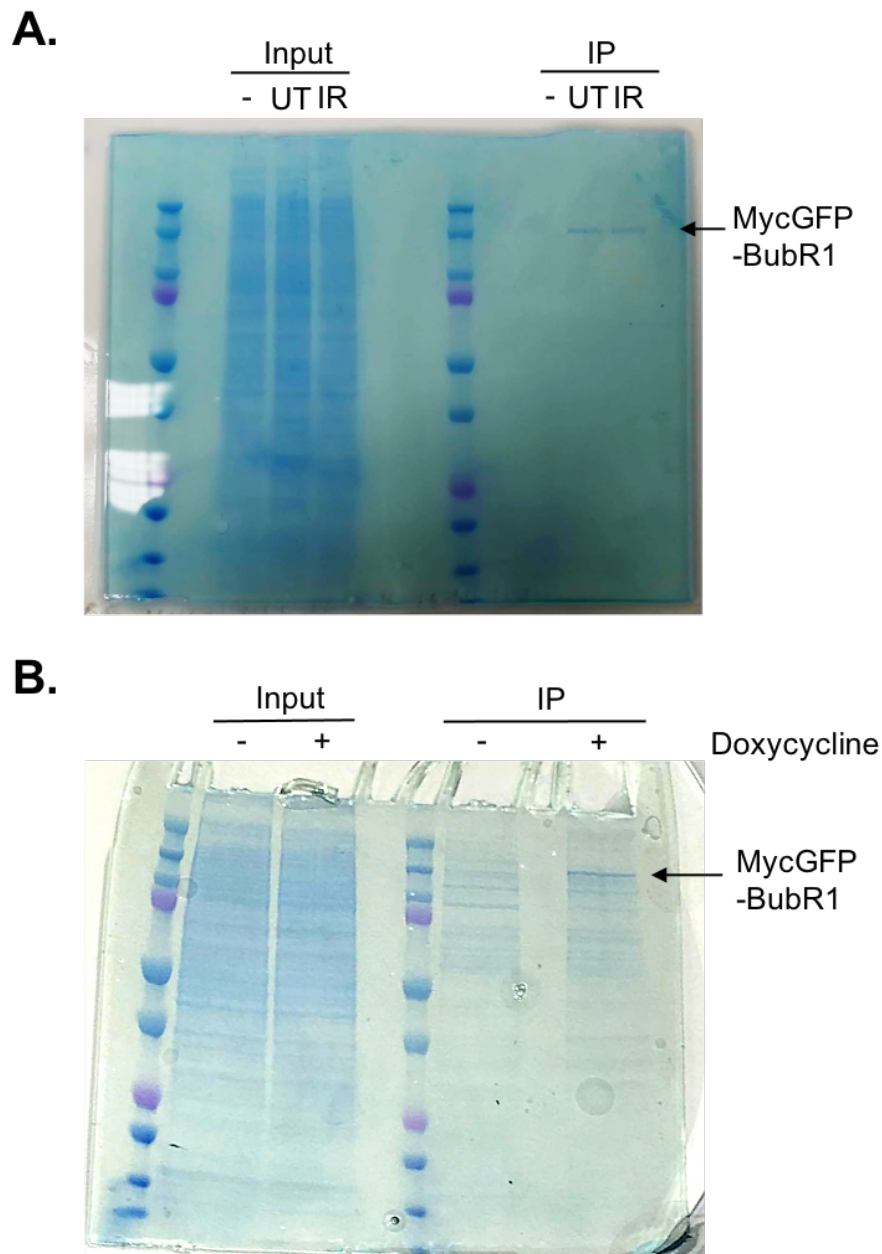 A.
Input IP
- UT IR - UT IR
MycGFP
-BubR1
B.
Input IP
- + - + Doxycycline
MycGFP
-BubR1